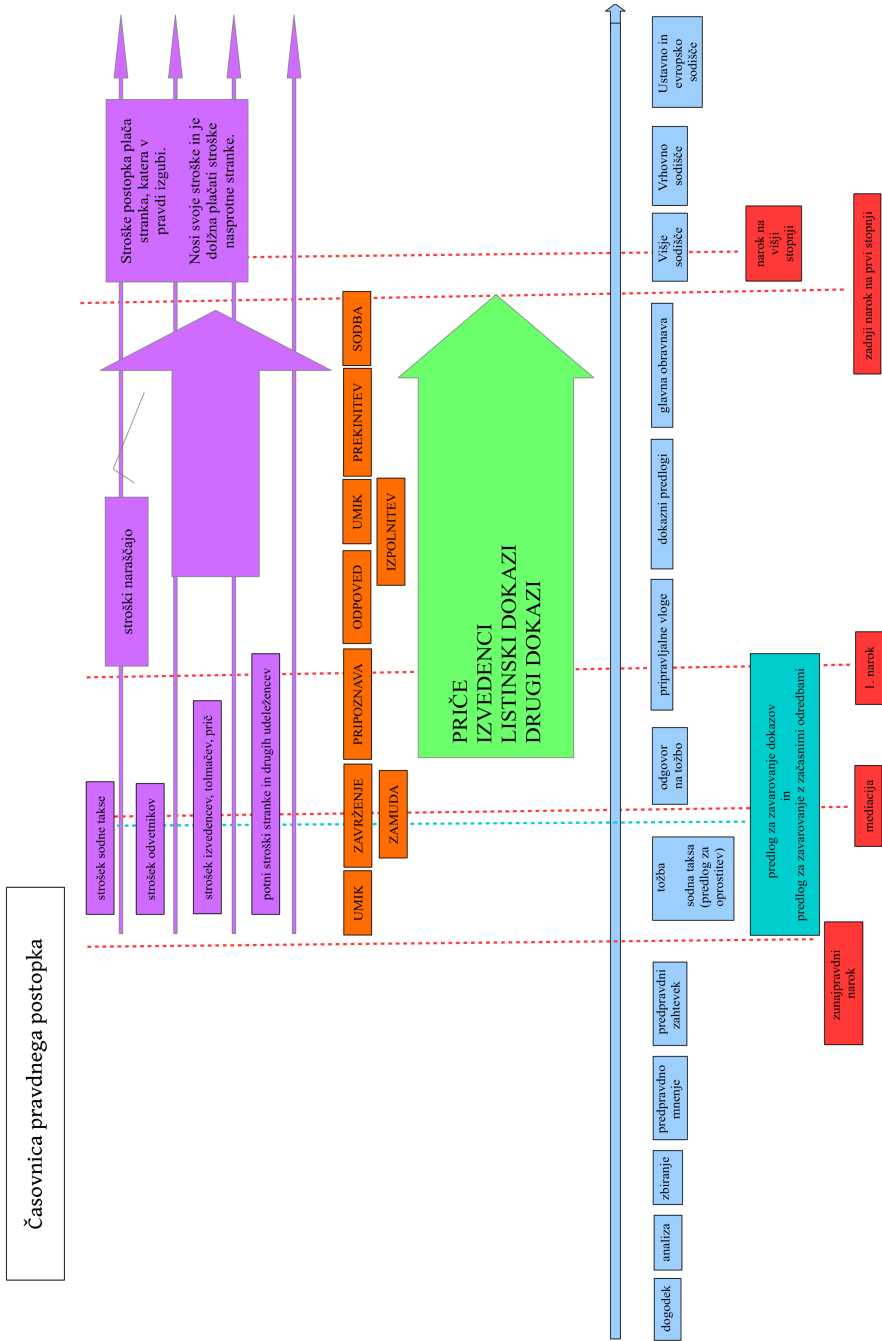 Časovnica pravdnega postopka
strošek sodne takse
strošek odvetnikov
strošek izvedencev, tolmačev, prič
potni stroški stranke in drugih udeležencev
stroški naraščajo
Stroške postopka plača
stranka, katera v
pravdi izgubi.
Nosi svoje stroške in je
dolžna plačati stroške
nasprotne stranke.
UMIK
ZAVRŽENJE
PRIPOZNAVA
ODPOVED
UMIK
PREKINITEV
SODBA
ZAMUDA
IZPOLNITEV
PRIČE
IZVEDENCI
LISTINSKI DOKAZI
DRUGI DOKAZI
dogodek
analiza
zbiranje
predpravdno
mnenje
predpravdni
zahtevek
tožba
sodna taksa
(predlog za
oprostitev)
odgovor
na tožbo
pripravljalne vloge
dokazni predlogi
glavna obravnava
Višje
sodišče
Vrhovno
sodišče
Ustavno in
evropsko
sodišče
predlog za zavarovanje dokazov
in
predlog za zavarovanje z začasnimi odredbami
narok na
višji
stopnji
zunajpravdni
narok
mediacija
1. narok
zadnji narok na prvi stopnji